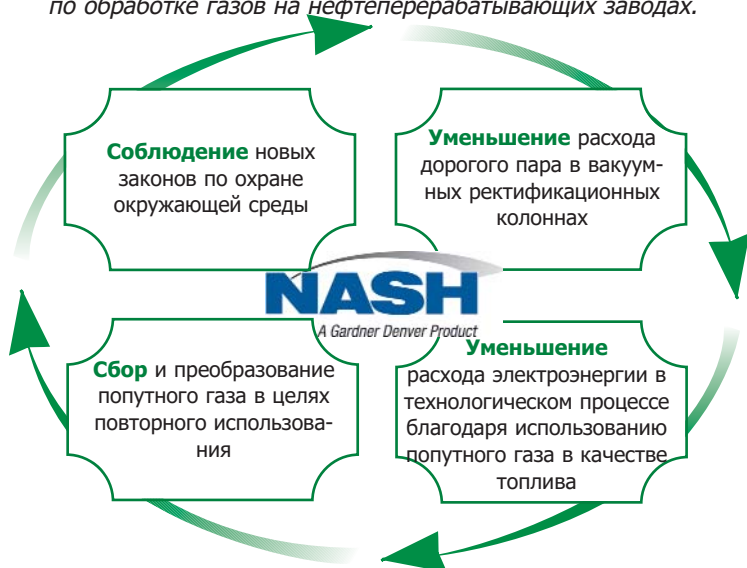 по обработке газов на нефтеперерабатывающих заводах.
Соблюдение новых
законов по охране
окружающей среды
Уменьшение расхода
дорогого пара в вакуум-
ных ректификационных
колоннах
NASH
A Gardner Denver Product
Сбор и преобразование
попутного газа в целях
повторного использова-
ния
Уменьшение
расхода электроэнергии в
технологическом процессе
благодаря использованию
попутного газа в качестве
топлива